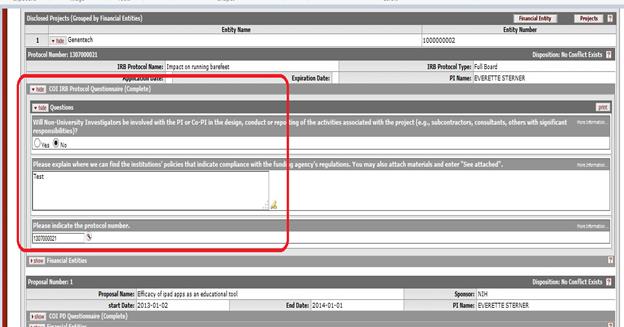 Disclosed Projects (Grouped by Financial Entities) Financial Entity Projects ?
Entity Name Entity Number
1 hide Genentech 1000000002
Protocol Number: 1307000021 Disposition: No Conflict Exists ?
IRB Protocol Name: Impact on running barefeet IRB Protocol Type: Full Board
Application Date: Expiration Date: PI Name: EVERETTE STERNER
hide COI IRB Protocol Questionnaire (Complete)
hide Questions print
Will Non-University Investigators be involved with the PI or Co-PI in the design, conduct or reporting of the activities associated with the project (e.g., subcontractors, consultants, others with significant More Information...
responsibilities)?
Yes No
Please explain where we can find the institutions' policies that indicate compliance with the funding agency's regulations. You may also attach materials and enter "See attached". More Information...
Test
Please indicate the protocol number. More Information...
1307000021
show Financial Entities ?
Proposal Number: 1 Disposition: No Conflict Exists ?
Proposal Name: Efficacy of ipad apps as an educational tool Sponsor: NIH
start Date: 2013-01-02 End Date: 2014-01-01 PI Name: EVERETTE STERNER
show COI PD Questionnaire (Complete)
Financial Entities